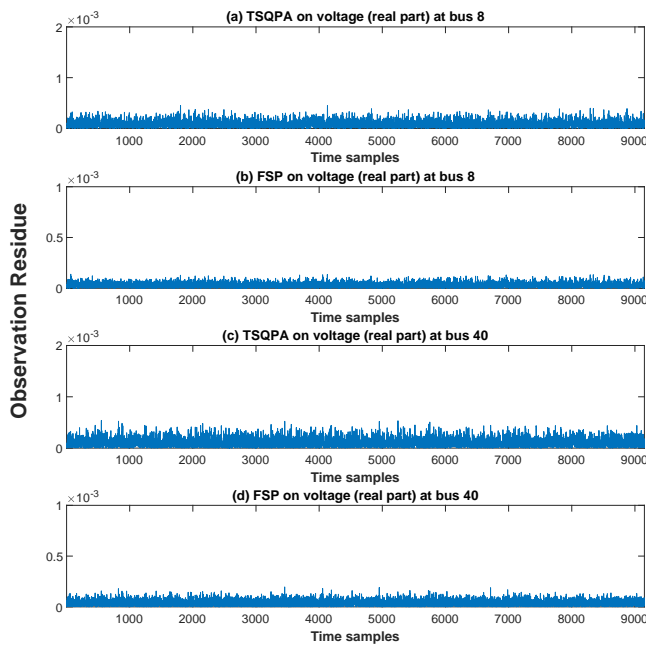 Observation Residue
(a) TSQPA on voltage (real part) at bus 8
×10⁻³
2
1
0
1000 2000 3000 4000 5000 6000 7000 8000 9000
Time samples
(b) FSP on voltage (real part) at bus 8
×10⁻³
1
0.5
0
1000 2000 3000 4000 5000 6000 7000 8000 9000
Time samples
(c) TSQPA on voltage (real part) at bus 40
×10⁻³
2
1
0
1000 2000 3000 4000 5000 6000 7000 8000 9000
Time samples
(d) FSP on voltage (real part) at bus 40
×10⁻³
1
0.5
0
1000 2000 3000 4000 5000 6000 7000 8000 9000
Time samples